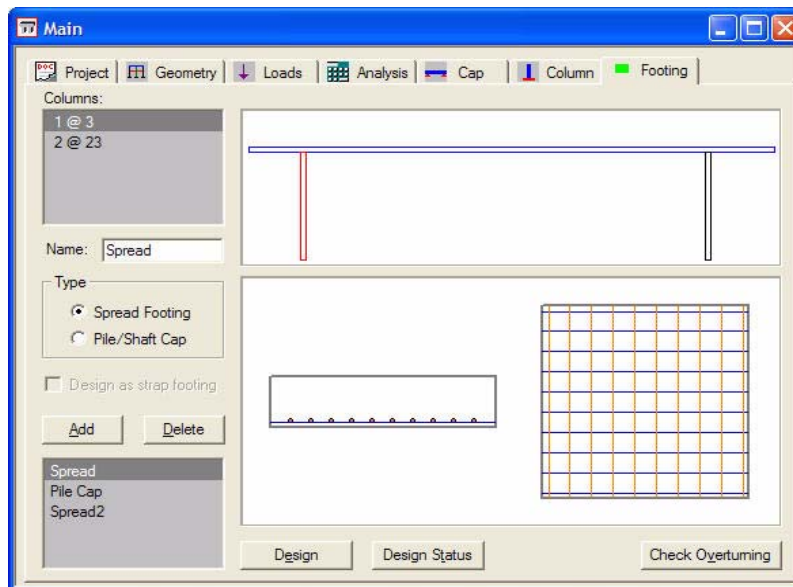 Main
Project Geometry Loads Analysis Cap Column Footing
Columns:
1 @ 3
2 @ 23
Name: Spread
Type
Spread Footing
Pile/Shaft Cap
Design as strap footing
Add Delete
Spread
Pile Cap
Spread2
Design Design Status Check Overturning